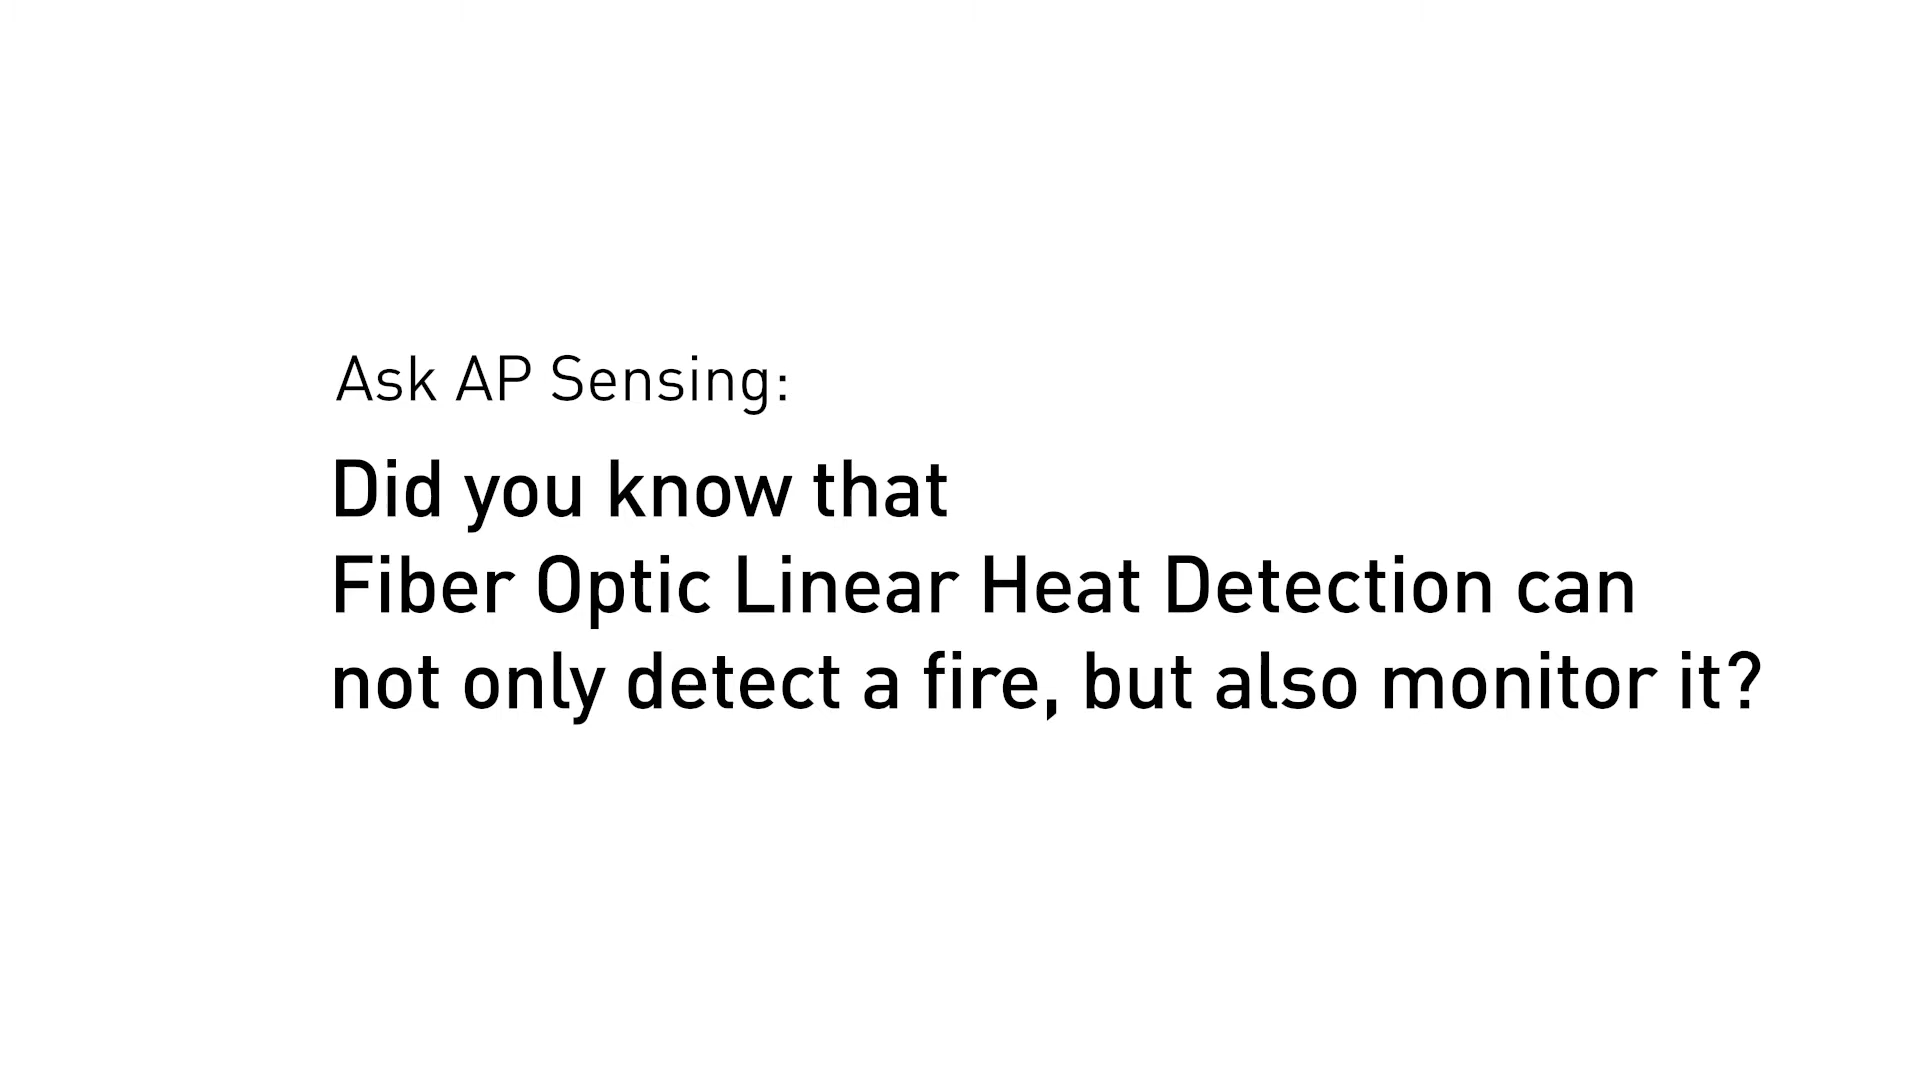 Ask AP Sensing:
Did you know that
Fiber Optic Linear Heat Detection can
not only detect a fire, but also monitor it?